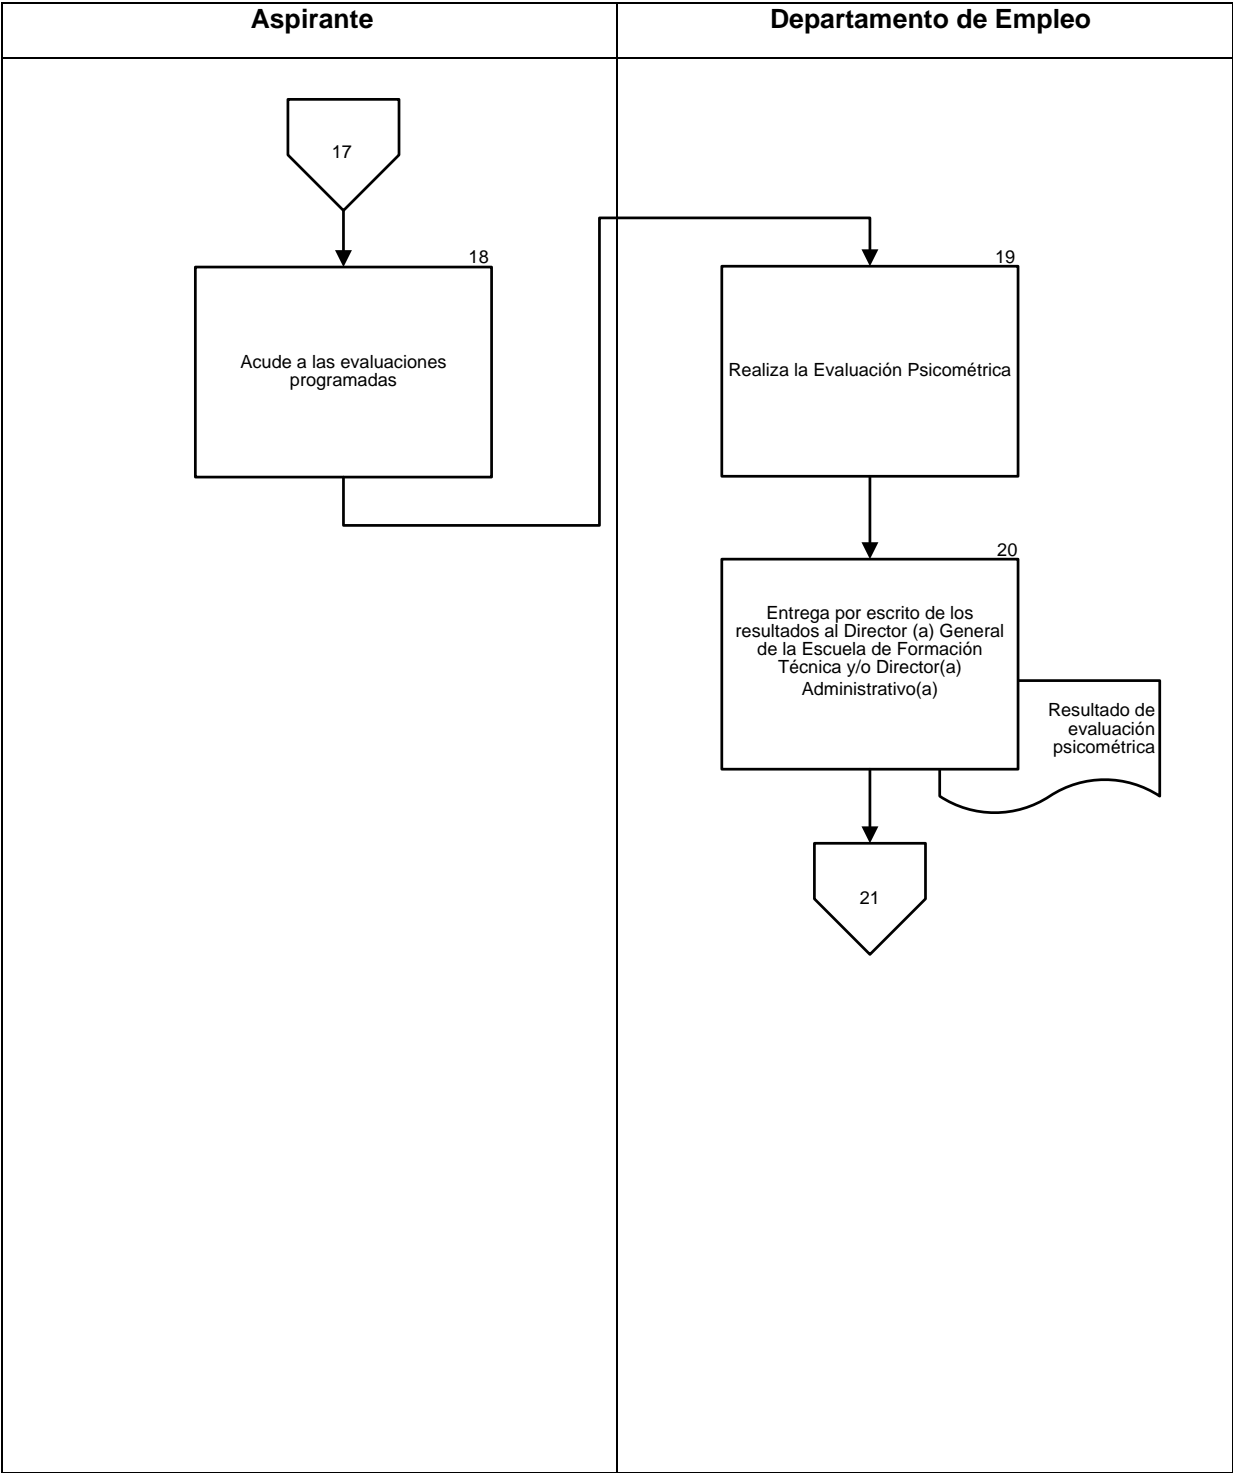 Aspirante
Departamento de Empleo
17
18
Acude a las evaluaciones
programadas
19
Realiza la Evaluación Psicométrica
20
Entrega por escrito de los
resultados al Director (a) General
de la Escuela de Formación
Técnica y/o Director(a)
Administrativo(a)
Resultado de
evaluación
psicométrica
21